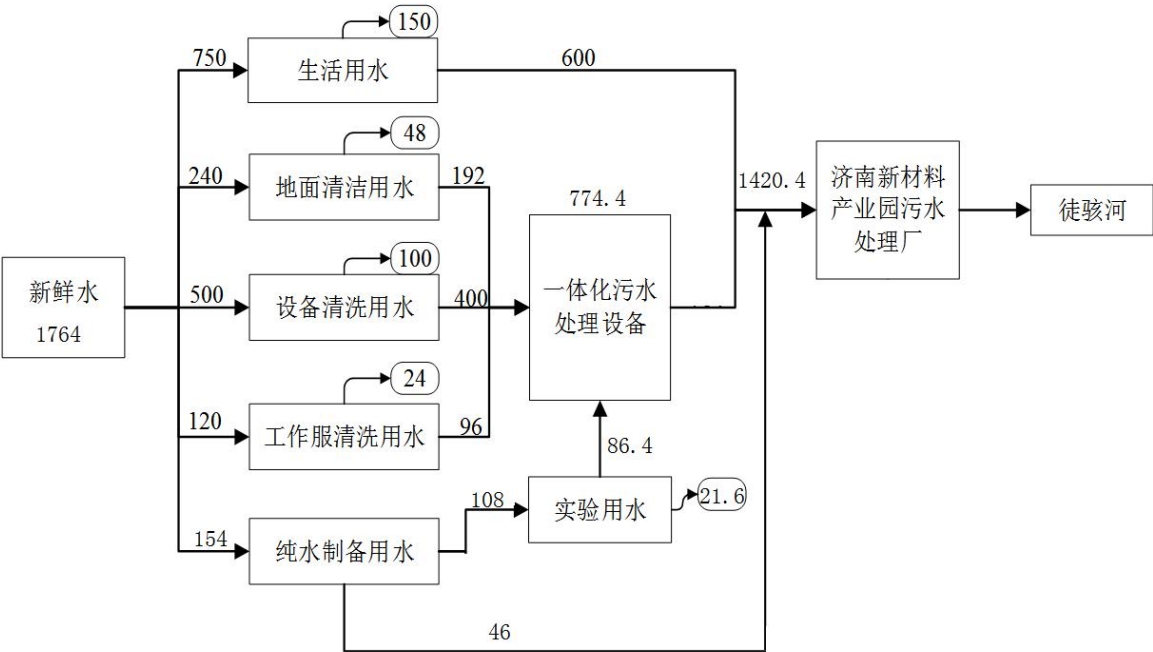 150
750
生活用水
600
48
240
地面清洁用水
192
774.4
1420.4
济南新材料
产业园污水
处理厂
徒骇河
新鲜水
1764
100
500
设备清洗用水
400
一体化污水
处理设备
24
120
工作服清洗用水
96
86.4
108
实验用水
21.6
154
纯水制备用水
46